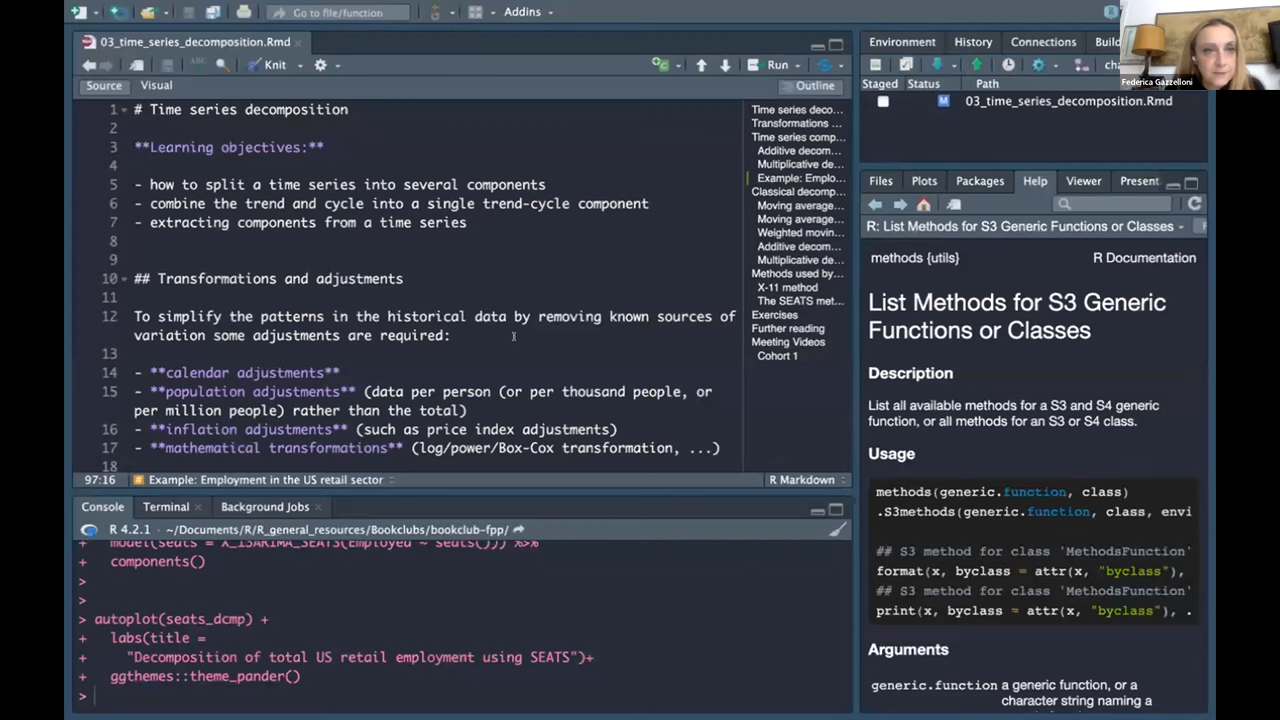 Go to file/function
Addins
03_time_series_decomposition.Rmd
Knit
Run
Source
Visual
Outline
1 # Time series decomposition
2
3 **Learning objectives:**
4
5 - how to split a time series into several components
6 - combine the trend and cycle into a single trend-cycle component
7 - extracting components from a time series
8
9
10 ## Transformations and adjustments
11
12 To simplify the patterns in the historical data by removing known sources of
variation some adjustments are required:
13
14 - **calendar adjustments**
15 - **population adjustments** (data per person (or per thousand people, or
per million people) rather than the total)
16 - **inflation adjustments** (such as price index adjustments)
17 - **mathematical transformations** (log/power/Box-Cox transformation, ...)
18
Time series deco...
Transformations ...
Time series comp...
Additive decom...
Multiplicative de...
Example: Emplo...
Classical decomp...
Moving average...
Moving average...
Weighted movin...
Additive decom...
Multiplicative de...
Methods used by...
X-11 method
The SEATS met...
Exercises
Further reading
Meeting Videos
Cohort 1
97:16 Example: Employment in the US retail sector R Markdown
Console Terminal Background Jobs
R 4.2.1 · ~/Documents/R/R_general_resources/Bookclubs/bookclub-fpp/
+ model(seats = X_13ARIMA_SEATS(Employed ~ seats())) %>%
+ components()
>
>
> autoplot(seats_dcmp) +
+ labs(title =
+ "Decomposition of total US retail employment using SEATS")+
+ ggthemes::theme_pander()
>
Environment History Connections Build
Staged Status Path
M 03_time_series_decomposition.Rmd
Files Plots Packages Help Viewer Present
R: List Methods for S3 Generic Functions or Classes
methods {utils} R Documentation
List Methods for S3 Generic
Functions or Classes
Description
List all available methods for a S3 and S4 generic
function, or all methods for an S3 or S4 class.
Usage
methods(generic.function, class)
.S3methods(generic.function, class, envi
## S3 method for class 'MethodsFunction'
format(x, byclass = attr(x, "byclass"),
## S3 method for class 'MethodsFunction'
print(x, byclass = attr(x, "byclass"), .
Arguments
generic.function a generic function, or a
character string naming a
Federica Gazzelloni